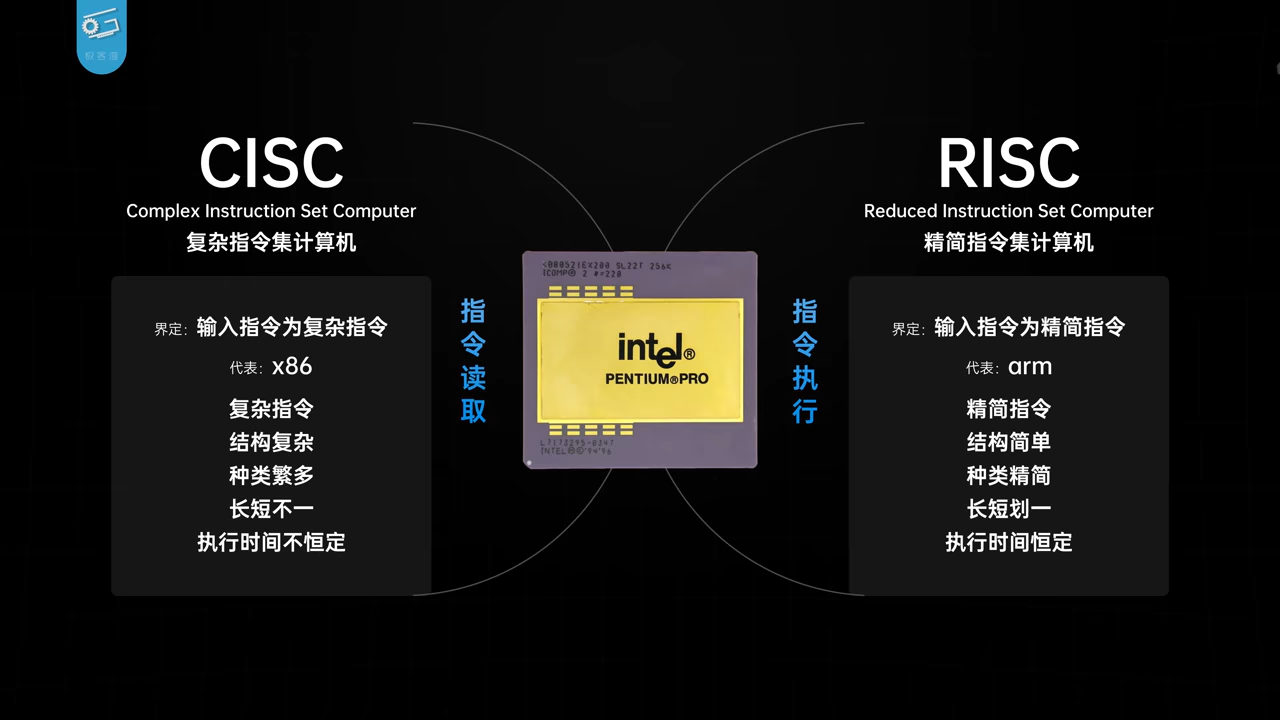 极客湾
CISC
Complex Instruction Set Computer
复杂指令集计算机
界定：输入指令为复杂指令
代表：x86
复杂指令
结构复杂
种类繁多
长短不一
执行时间不恒定
指令读取
intel®
PENTIUM®PRO
指令执行
RISC
Reduced Instruction Set Computer
精简指令集计算机
界定：输入指令为精简指令
代表：arm
精简指令
结构简单
种类精简
长短划一
执行时间恒定